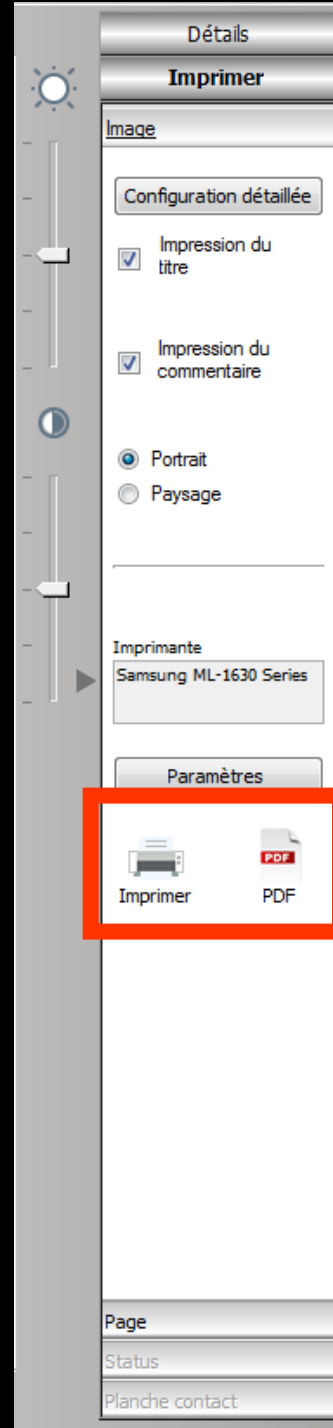 Détails
Imprimer
Image
Configuration détaillée
Impression du
titre
Impression du
commentaire
Portrait
Paysage
Imprimante
Samsung ML-1630 Series
Paramètres
PDF
Imprimer PDF
Page
Status
Planche contact